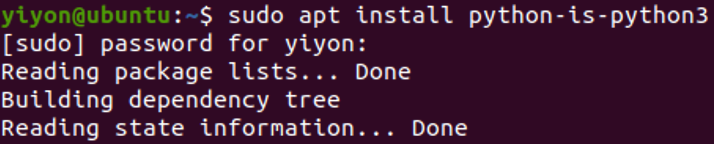 yiyon@ubuntu:~$ sudo apt install python-is-python3
[sudo] password for yiyon:
Reading package lists... Done
Building dependency tree
Reading state information... Done